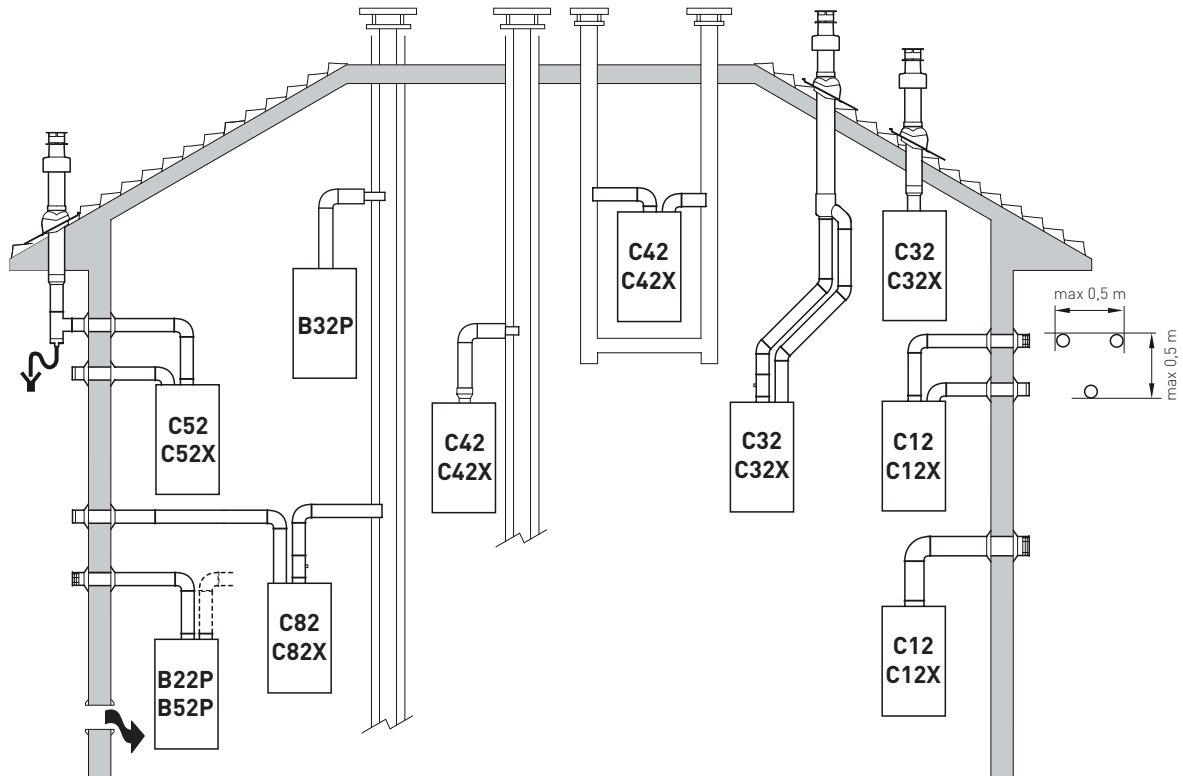 C42
C42X
C32
C32X
max 0,5 m
max 0,5 m
B32P
C52
C52X
C42
C42X
C32
C32X
C12
C12X
C82
C82X
B22P
B52P
C12
C12X